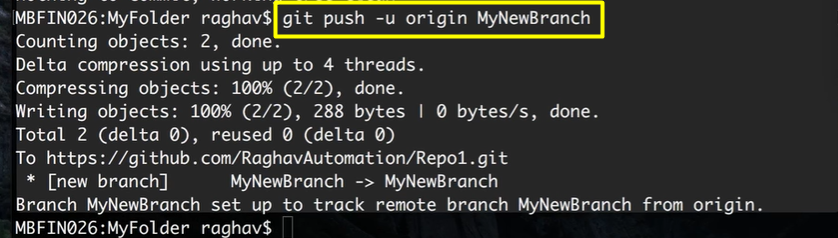 MBFIN026:MyFolder raghav$ git push -u origin MyNewBranch
Counting objects: 2, done.
Delta compression using up to 4 threads.
Compressing objects: 100% (2/2), done.
Writing objects: 100% (2/2), 288 bytes | 0 bytes/s, done.
Total 2 (delta 0), reused 0 (delta 0)
To https://github.com/RaghavAutomation/Repo1.git
* [new branch]      MyNewBranch -> MyNewBranch
Branch MyNewBranch set up to track remote branch MyNewBranch from origin.
MBFIN026:MyFolder raghav$